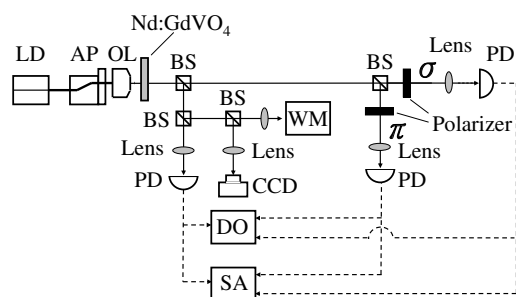 Nd:GdVO4
LD AP OL BS BS Lens PD
σ
BS BS WM Polarizer
π
Lens Lens Lens
PD CCD PD
DO
SA